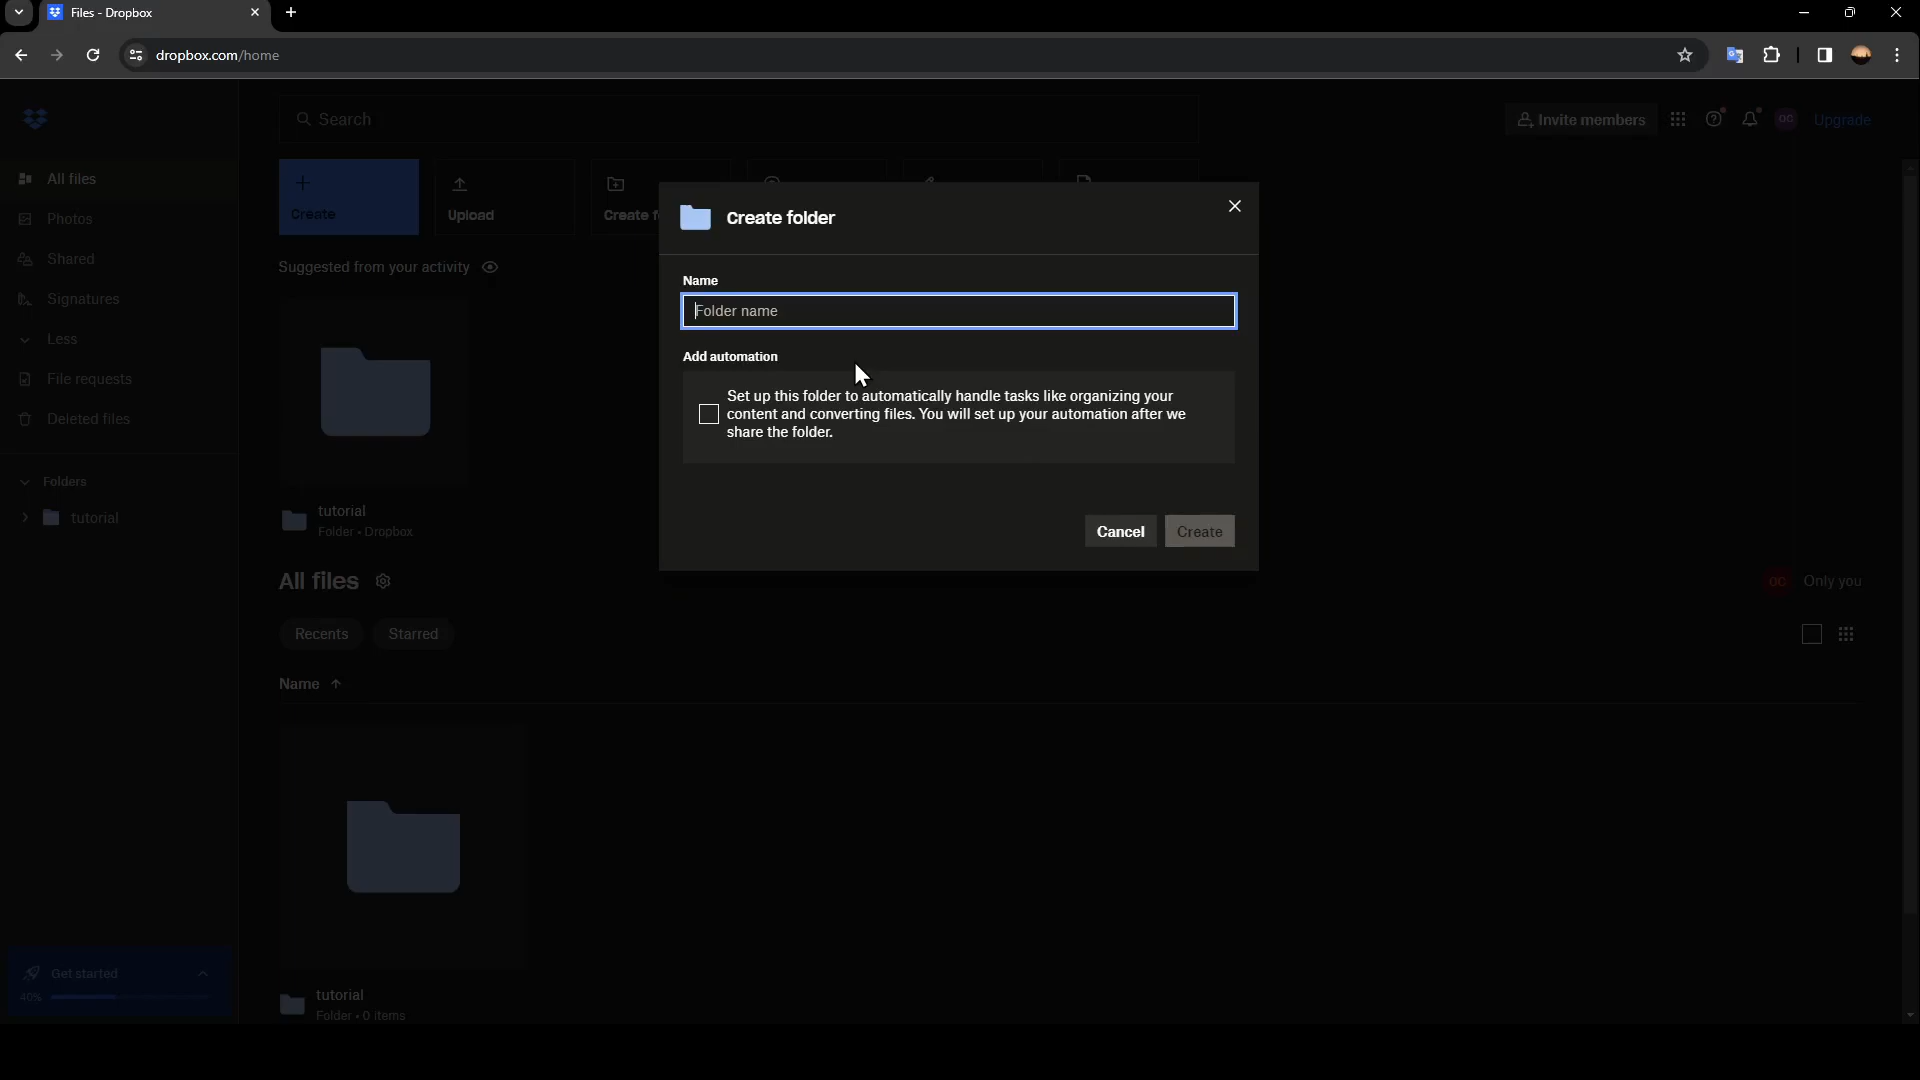 Files - Dropbox
dropbox.com/home
Search
Invite members
OC
Upgrade
All files
Photos
Shared
Signatures
Less
File requests
Deleted files
Folders
tutorial
Get started
40%
Create
Upload
Create f
Suggested from your activity
tutorial
Folder • Dropbox
All files
OC
Only you
Recents
Starred
Name
tutorial
Folder • 0 items
Create folder
Name
Folder name
Add automation
Set up this folder to automatically handle tasks like organizing your
content and converting files. You will set up your automation after we
share the folder.
Cancel
Create